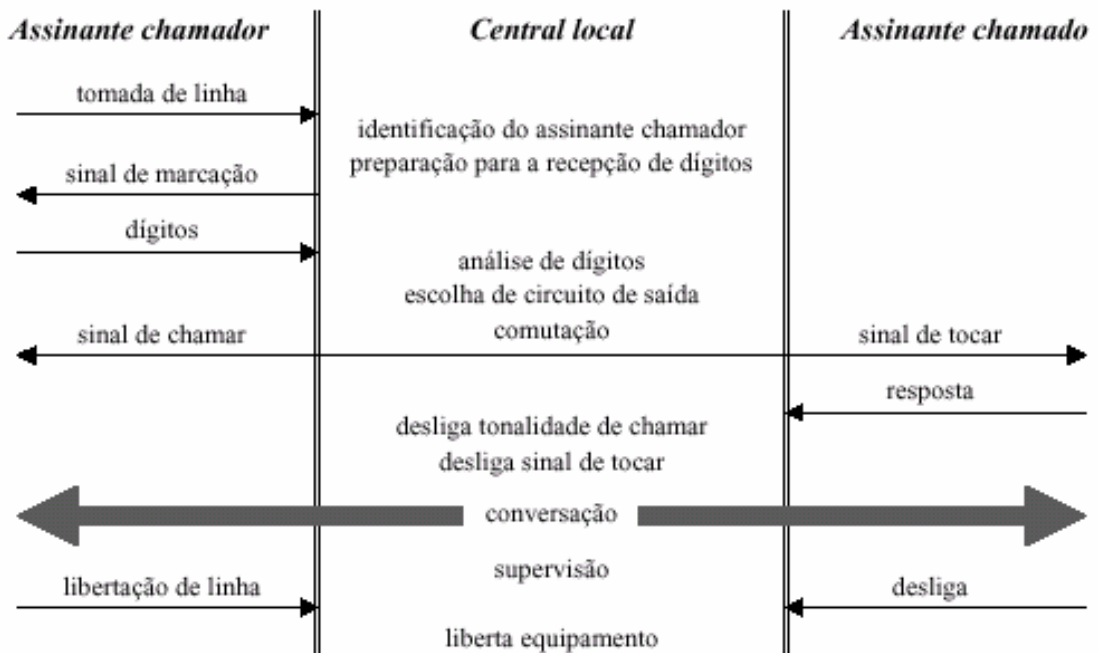 Assinante chamador
Central local
Assinante chamado
tomada de linha
identificação do assinante chamador
preparação para a recepção de dígitos
sinal de marcação
dígitos
análise de dígitos
escolha de circuito de saída
comutação
sinal de chamar
sinal de tocar
resposta
desliga tonalidade de chamar
desliga sinal de tocar
conversação
supervisão
libertação de linha
desliga
liberta equipamento